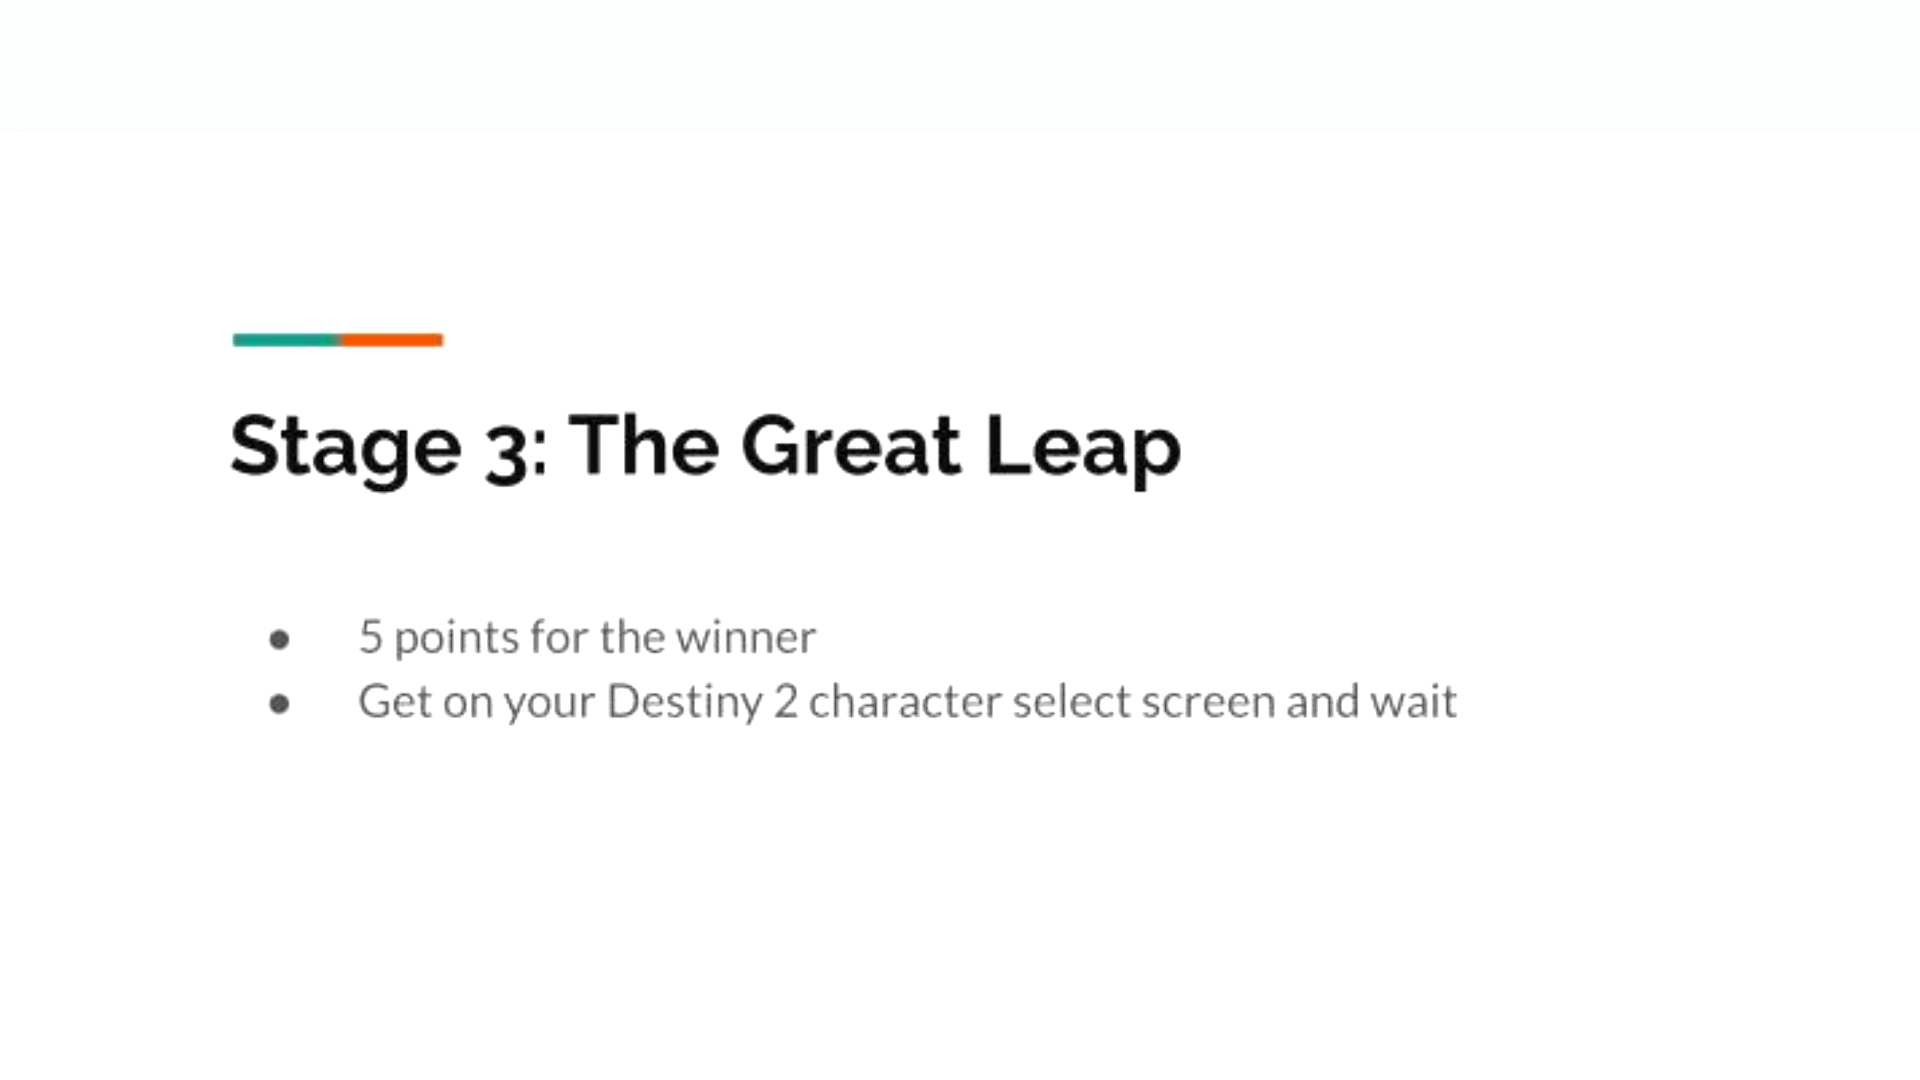 Stage 3: The Great Leap
● 5 points for the winner
● Get on your Destiny 2 character select screen and wait